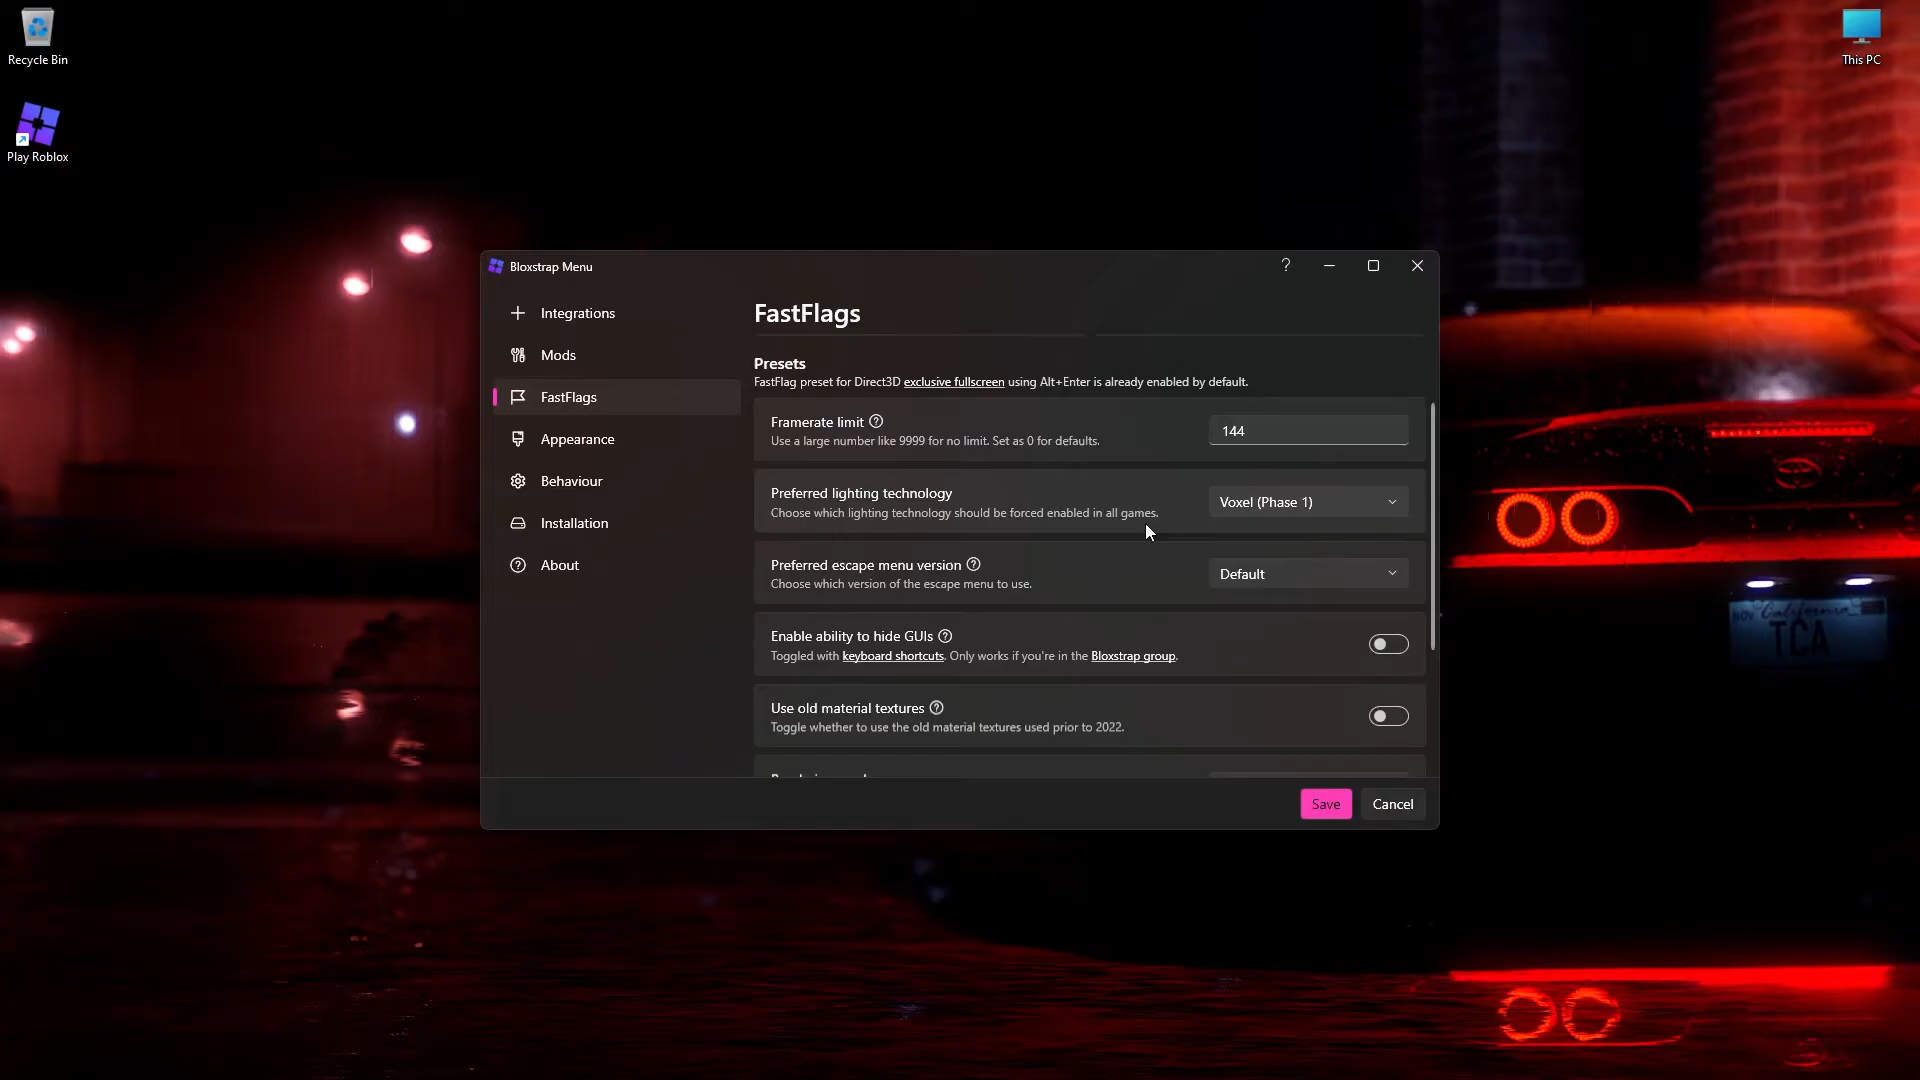 Recycle Bin
This PC
Play Roblox
Bloxstrap Menu
Integrations
Mods
FastFlags
Appearance
Behaviour
Installation
About
FastFlags
Presets
FastFlag preset for Direct3D exclusive fullscreen using Alt+Enter is already enabled by default.
Framerate limit
Use a large number like 9999 for no limit. Set as 0 for defaults.
144
Preferred lighting technology
Choose which lighting technology should be forced enabled in all games.
Voxel (Phase 1)
Preferred escape menu version
Choose which version of the escape menu to use.
Default
Enable ability to hide GUIs
Toggled with keyboard shortcuts. Only works if you're in the Bloxstrap group.
Use old material textures
Toggle whether to use the old material textures used prior to 2022.
Save
Cancel
NOV California
TCA